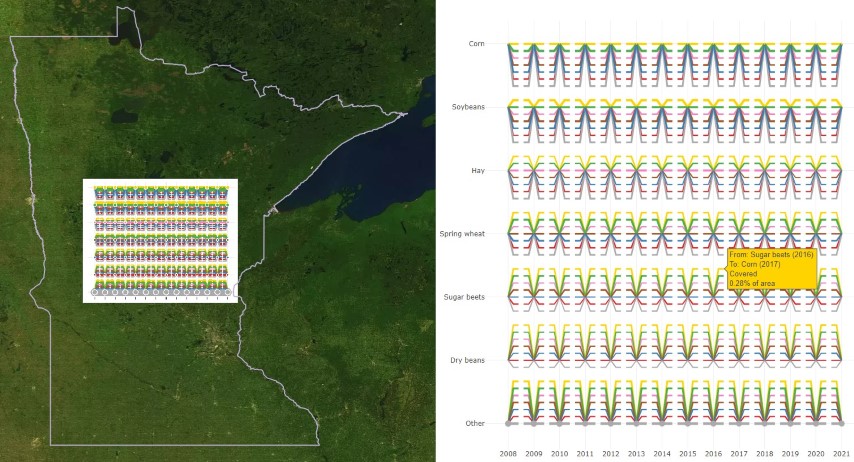 Corn
Soybeans
Hay
Spring wheat
From: Sugar beets (2016)
To: Corn (2017)
Covered
0.28% of area
Sugar beets
Dry beans
Other
2008 2009 2010 2011 2012 2013 2014 2015 2016 2017 2018 2019 2020 2021